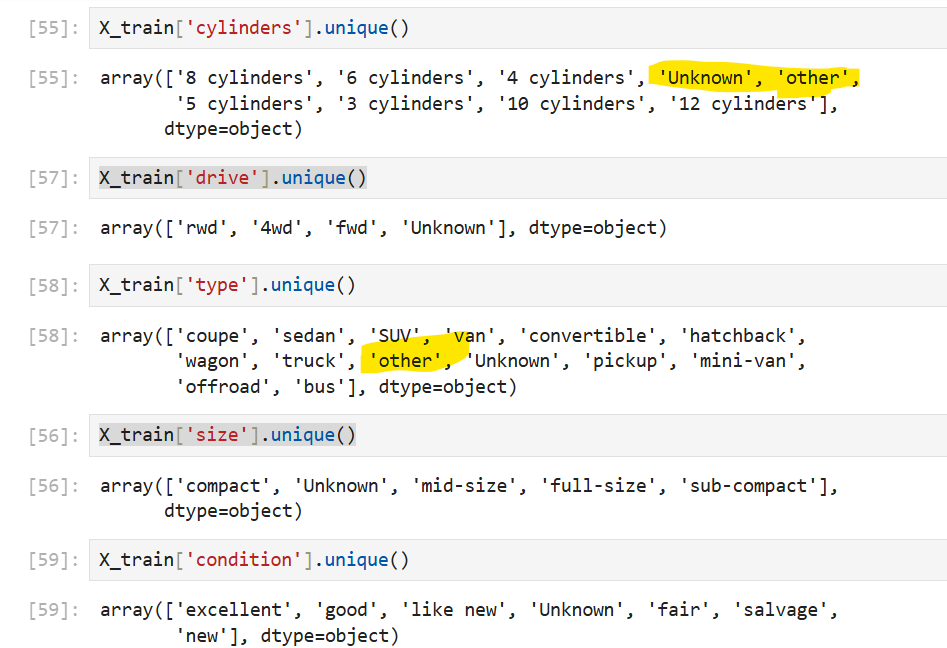 [55]: X_train['cylinders'].unique()
[55]: array(['8 cylinders', '6 cylinders', '4 cylinders', 'Unknown', 'other',
'5 cylinders', '3 cylinders', '10 cylinders', '12 cylinders'],
dtype=object)
[57]: X_train['drive'].unique()
[57]: array(['rwd', '4wd', 'fwd', 'Unknown'], dtype=object)
[58]: X_train['type'].unique()
[58]: array(['coupe', 'sedan', 'SUV', 'van', 'convertible', 'hatchback',
'wagon', 'truck', 'other', 'Unknown', 'pickup', 'mini-van',
'offroad', 'bus'], dtype=object)
[56]: X_train['size'].unique()
[56]: array(['compact', 'Unknown', 'mid-size', 'full-size', 'sub-compact'],
dtype=object)
[59]: X_train['condition'].unique()
[59]: array(['excellent', 'good', 'like new', 'Unknown', 'fair', 'salvage',
'new'], dtype=object)